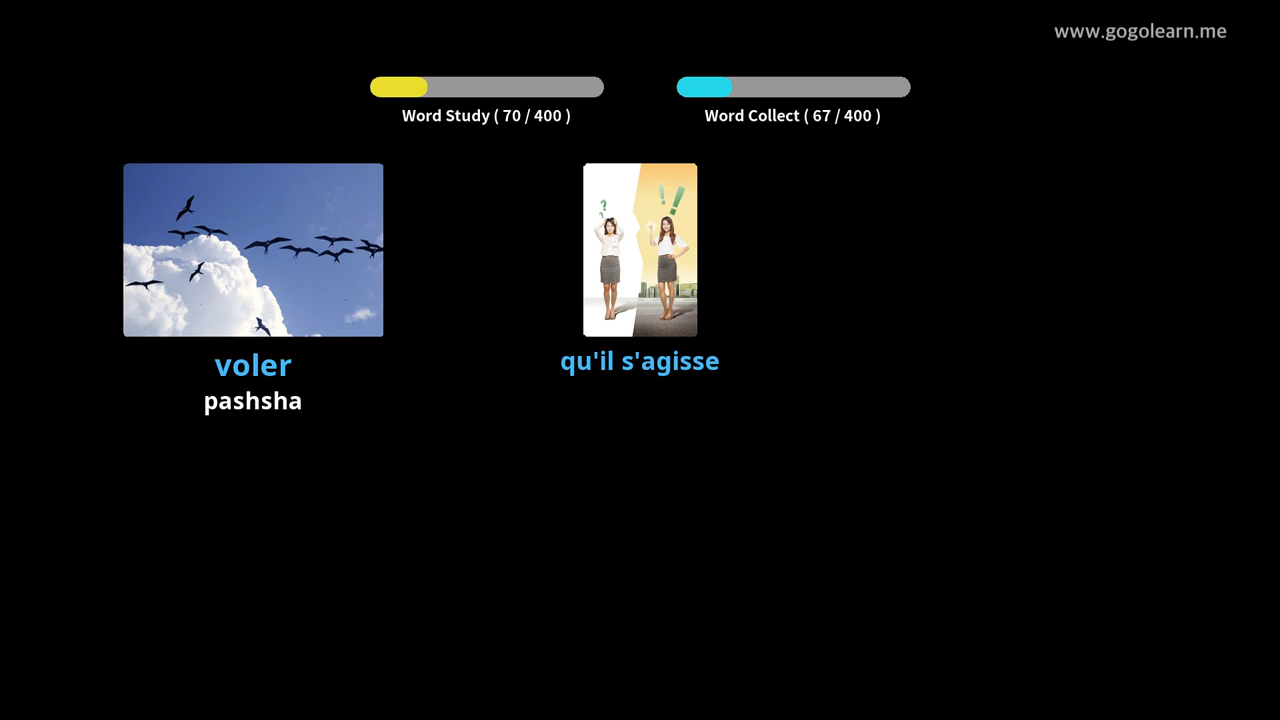 www.gogolearn.me
Word Study ( 70 / 400 )
Word Collect ( 67 / 400 )
voler
pashsha
qu'il s'agisse